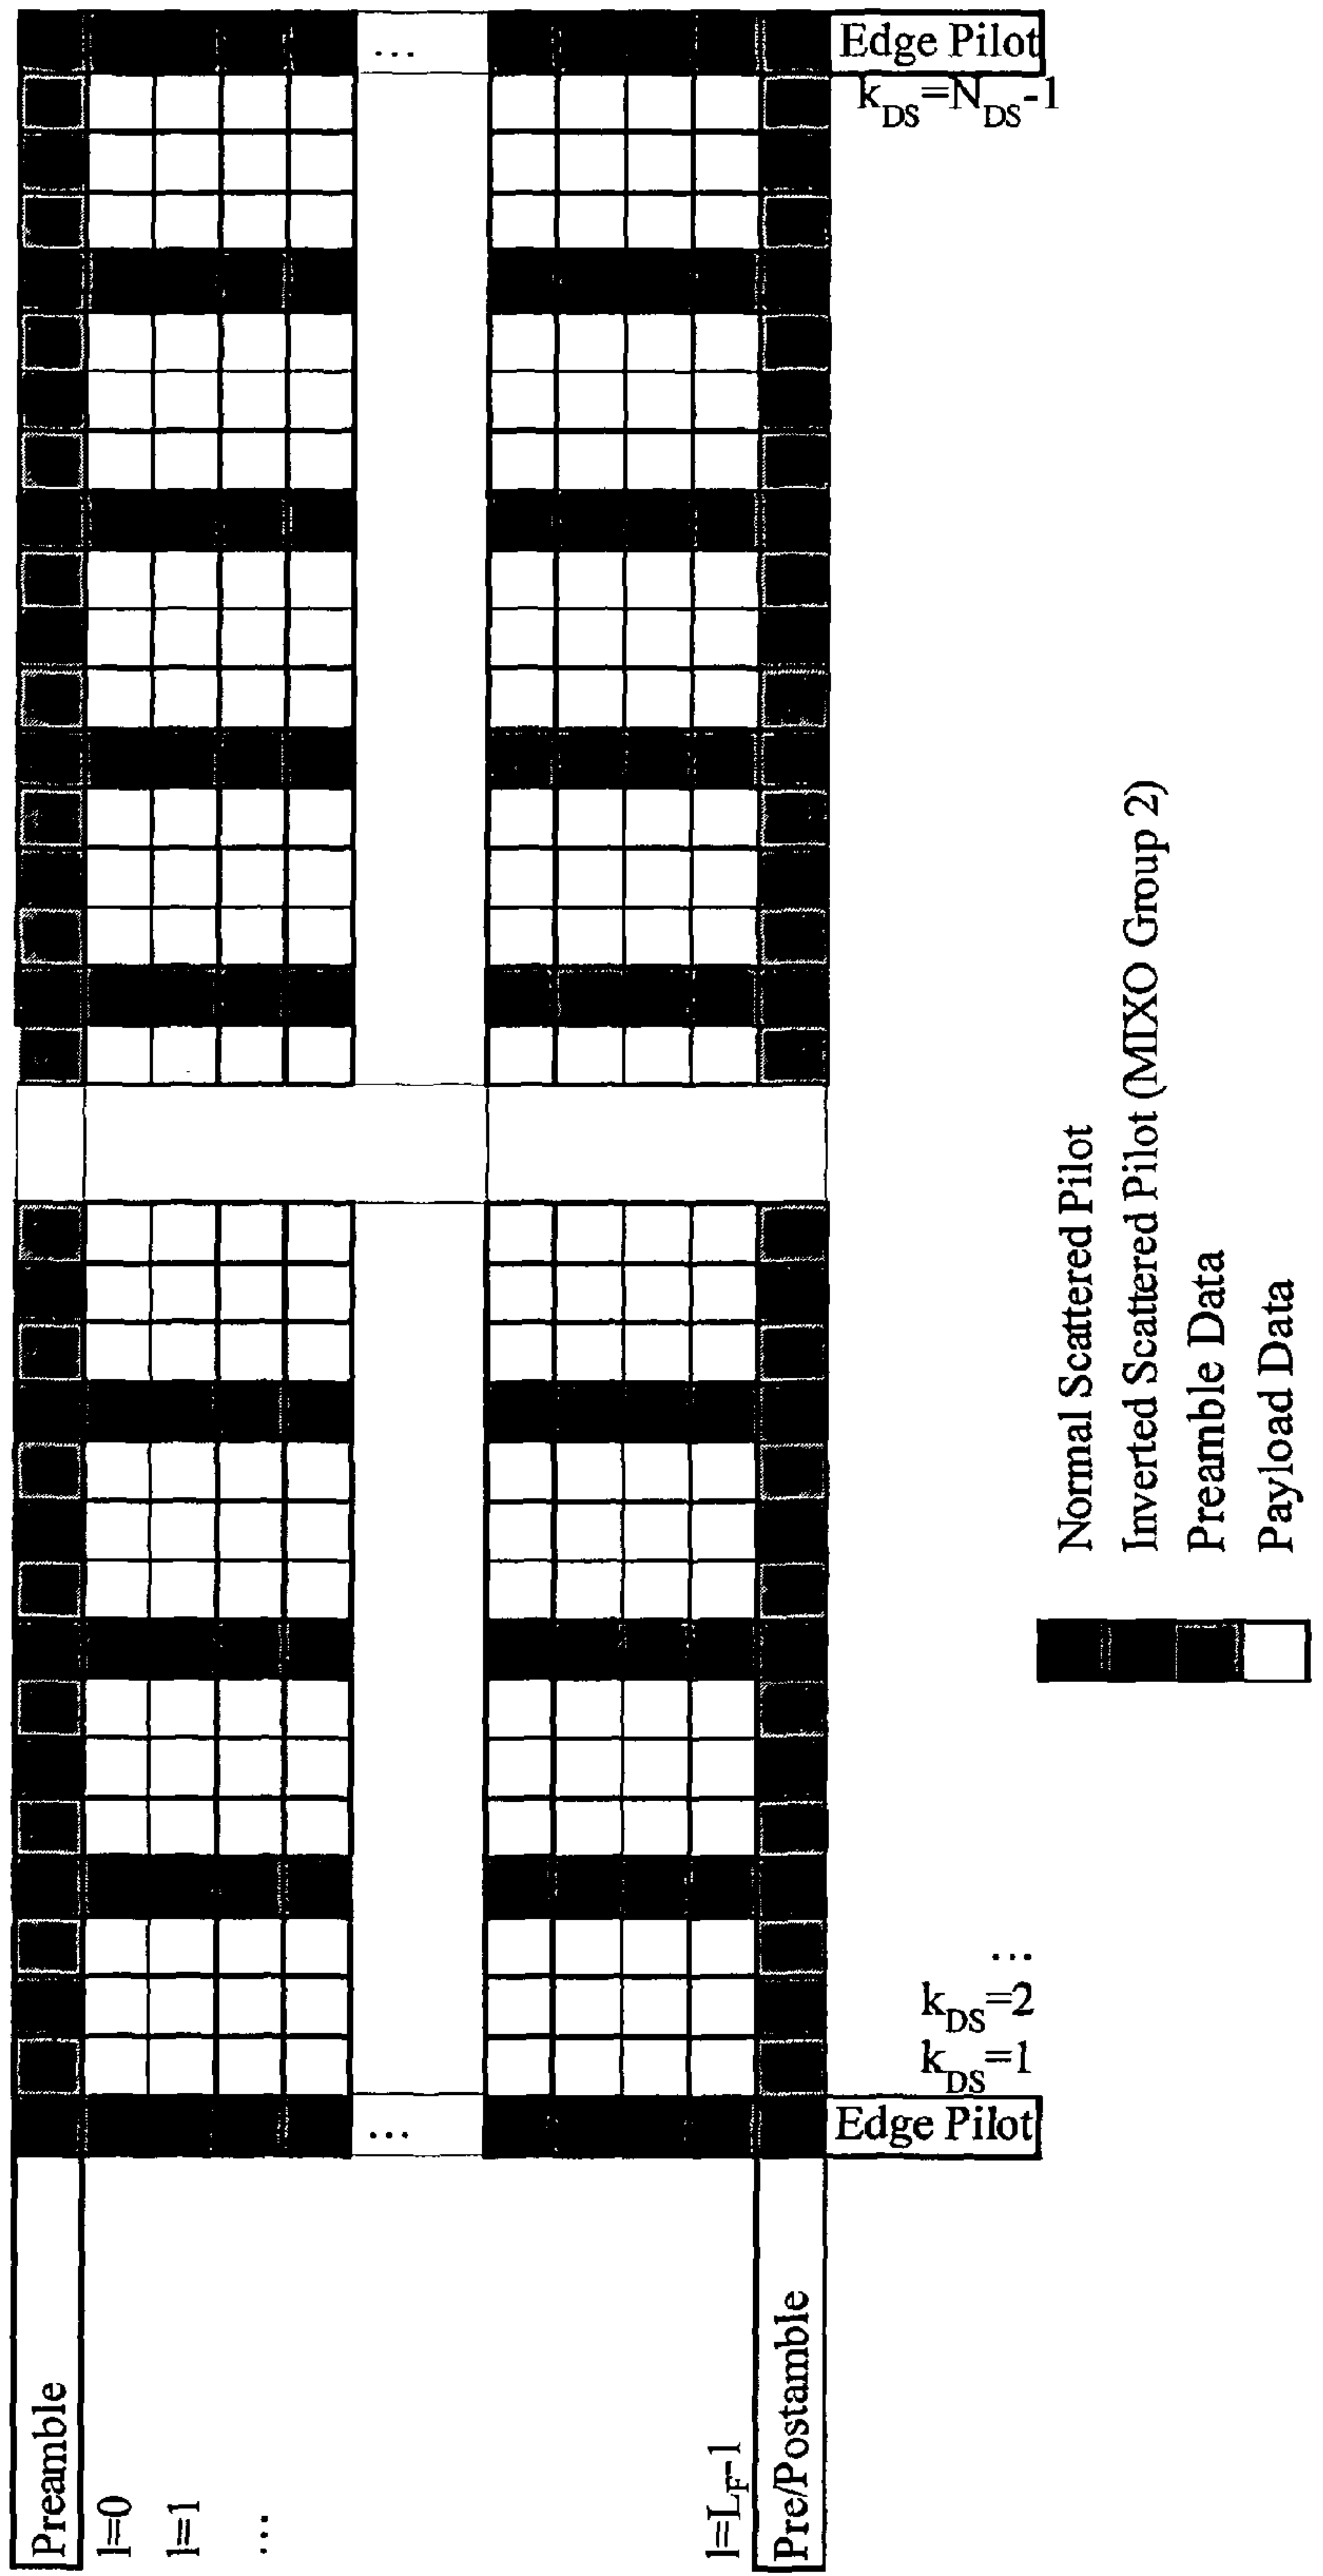 Preamble
l=0
l=1
...
l=L_F-1
Pre/Postamble
...
...
Edge Pilot
k_DS=1
k_DS=2
...
k_DS=N_DS-1
Edge Pilot
Normal Scattered Pilot
Inverted Scattered Pilot (MIXO Group 2)
Preamble Data
Payload Data